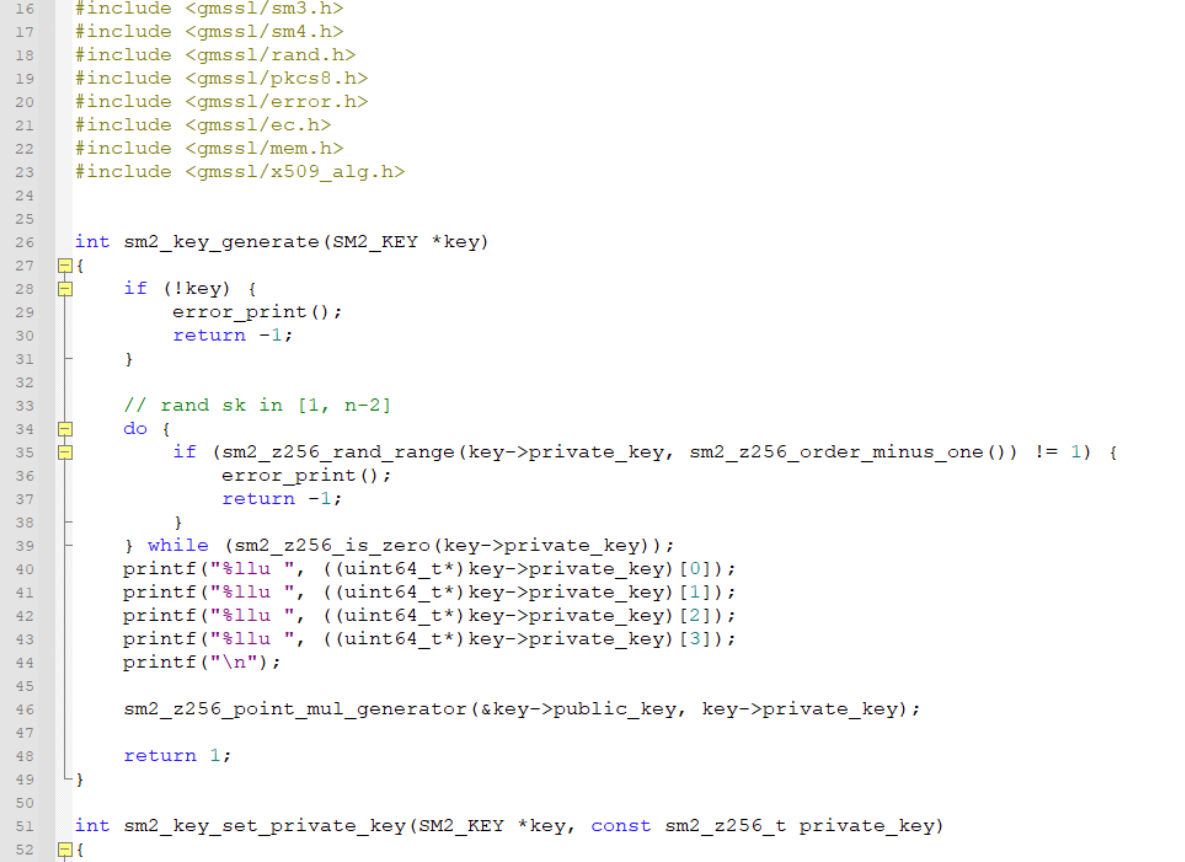 16 #include <gmssl/sm3.h>
17 #include <gmssl/sm4.h>
18 #include <gmssl/rand.h>
19 #include <gmssl/pkcs8.h>
20 #include <gmssl/error.h>
21 #include <gmssl/ec.h>
22 #include <gmssl/mem.h>
23 #include <gmssl/x509_alg.h>
24
25
26 int sm2_key_generate(SM2_KEY *key)
27 {
28     if (!key) {
29         error_print();
30         return -1;
31     }
32
33     // rand sk in [1, n-2]
34     do {
35         if (sm2_z256_rand_range(key->private_key, sm2_z256_order_minus_one()) != 1) {
36             error_print();
37             return -1;
38         }
39     } while (sm2_z256_is_zero(key->private_key));
40     printf("%llu ", ((uint64_t*)key->private_key)[0]);
41     printf("%llu ", ((uint64_t*)key->private_key)[1]);
42     printf("%llu ", ((uint64_t*)key->private_key)[2]);
43     printf("%llu ", ((uint64_t*)key->private_key)[3]);
44     printf("\n");
45
46     sm2_z256_point_mul_generator(&key->public_key, key->private_key);
47
48     return 1;
49 }
50
51 int sm2_key_set_private_key(SM2_KEY *key, const sm2_z256_t private_key)
52 {